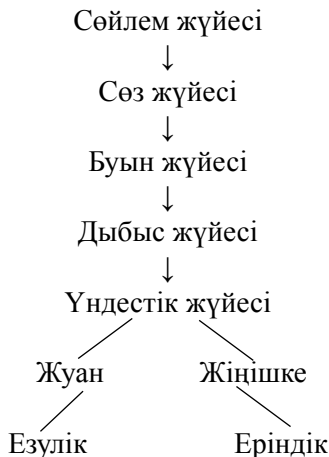 Сөйлем жүйесі
↓
Сөз жүйесі
↓
Буын жүйесі
↓
Дыбыс жүйесі
↓
Үндестік жүйесі
Жуан Жіңішке
Езулік Еріндік